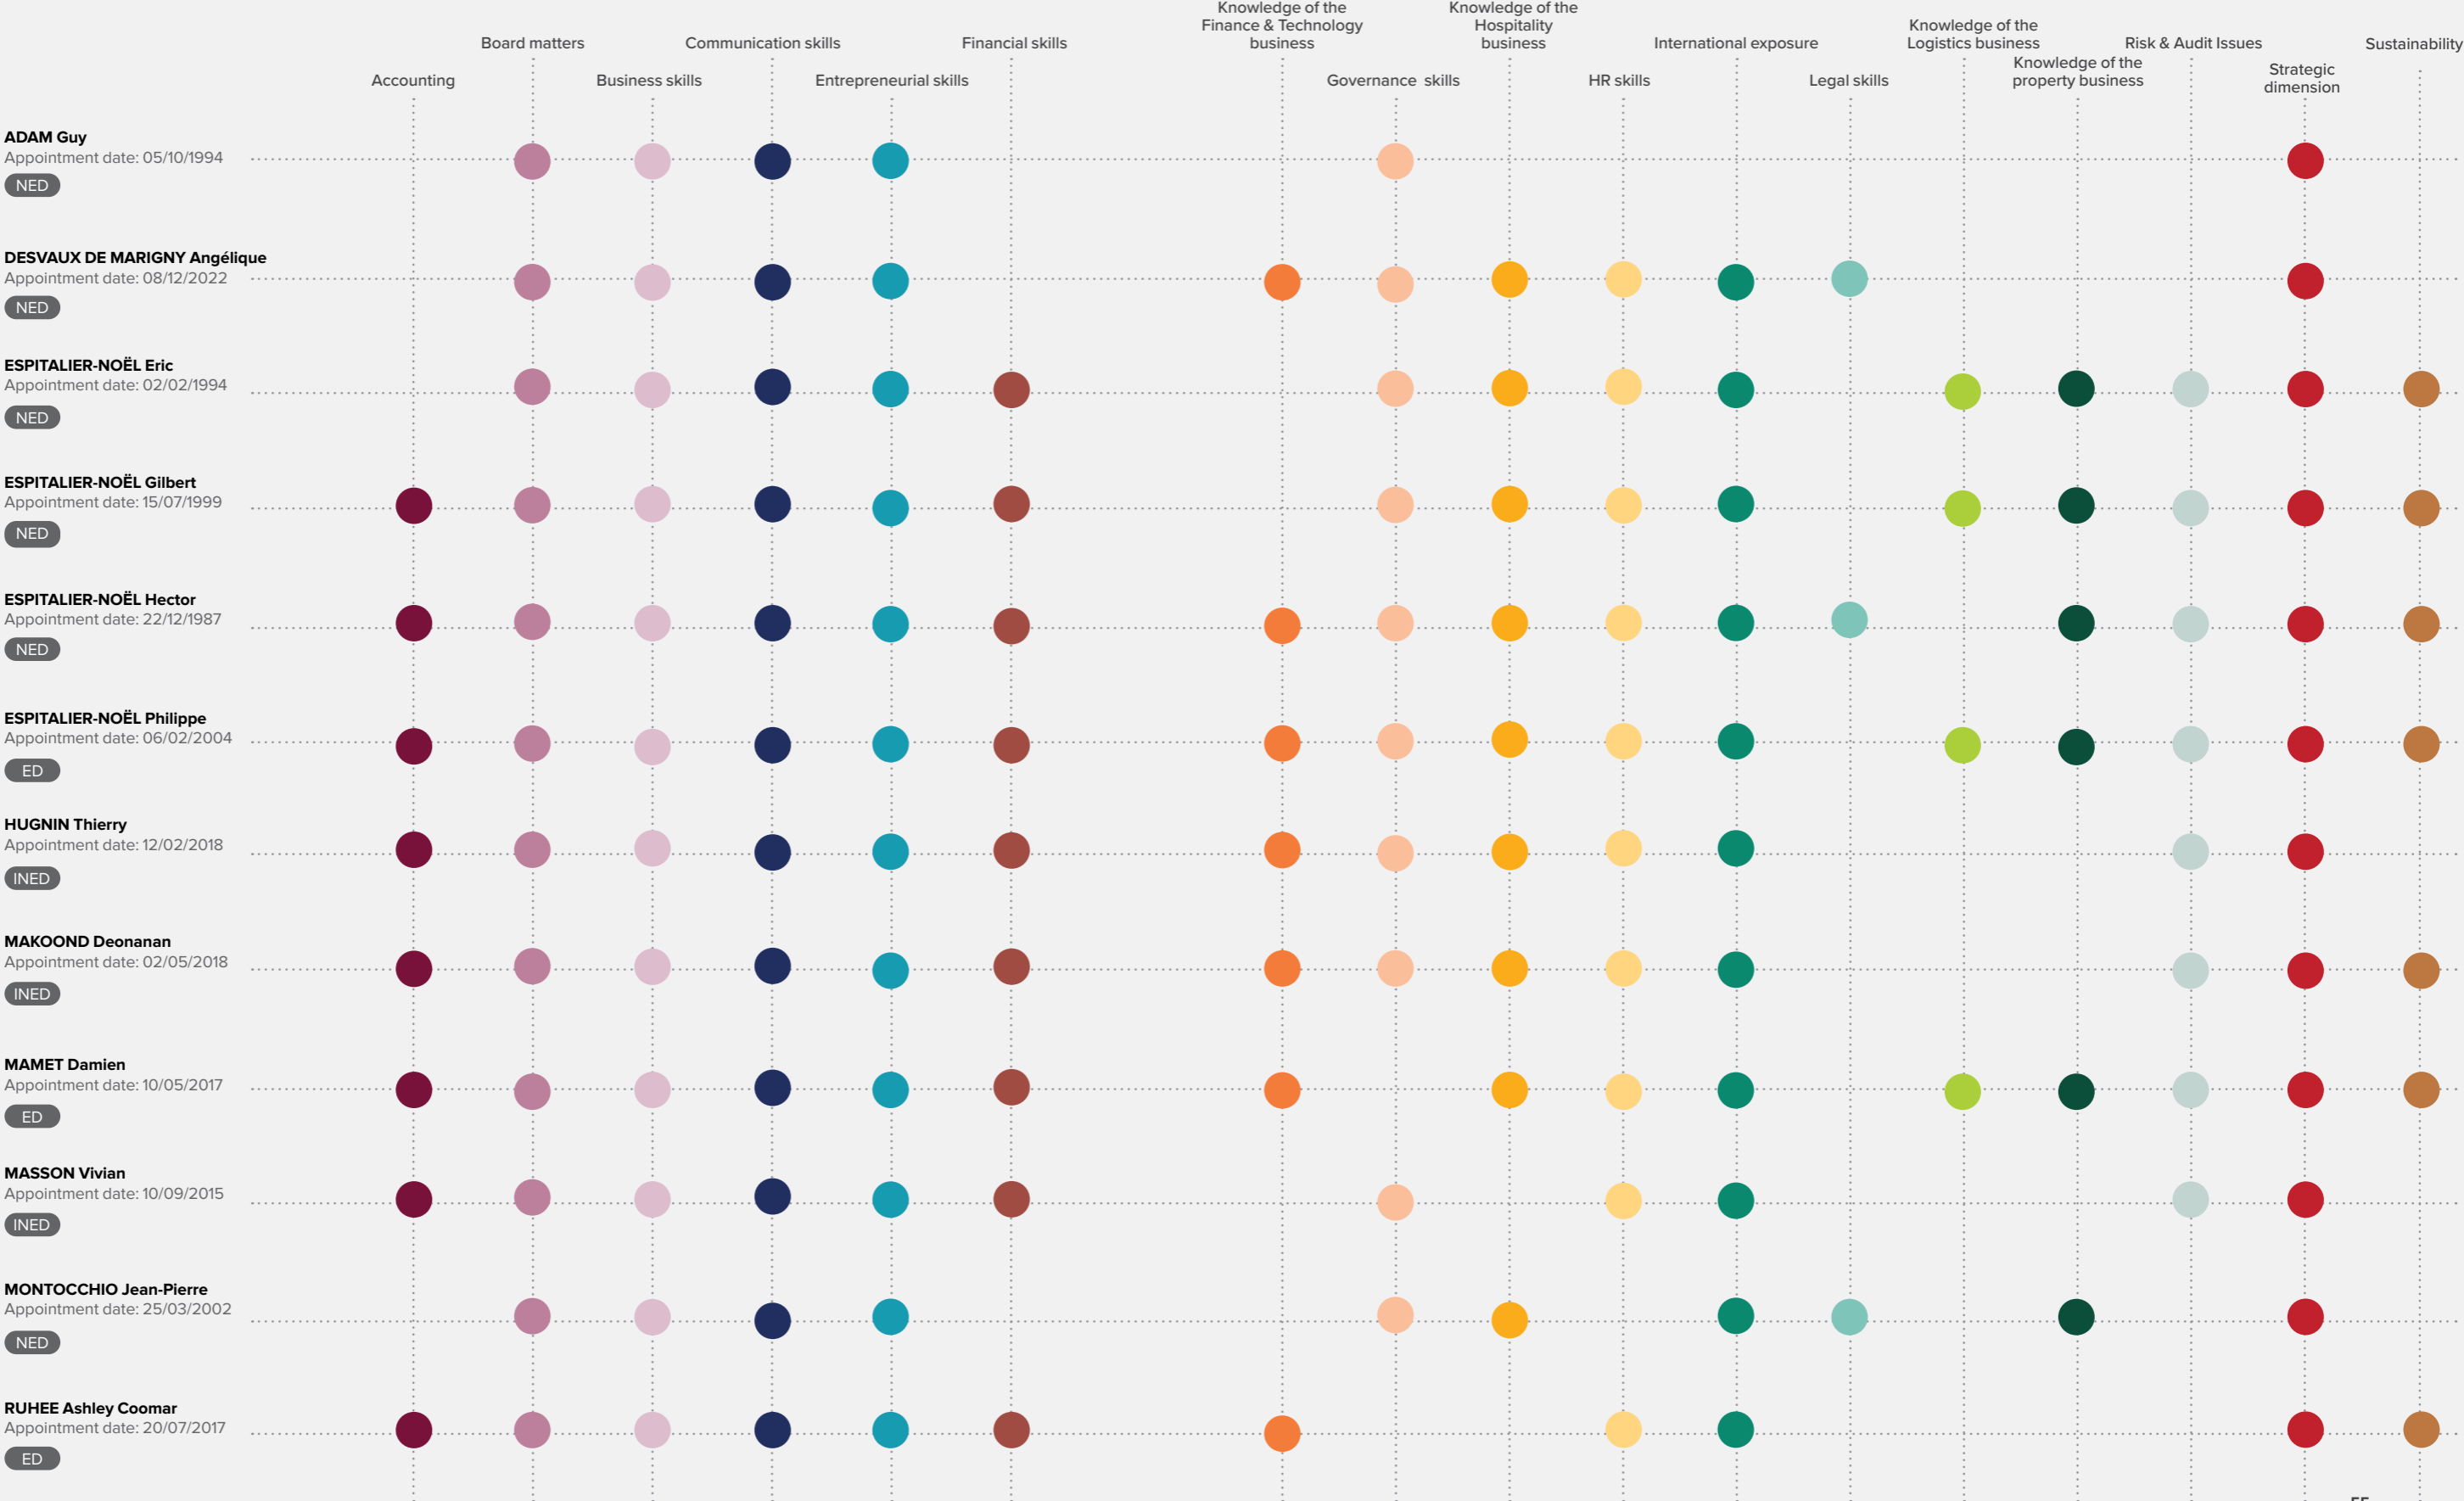 Knowledge of the
Finance & Technology
business
Knowledge of the
Hospitality
business
Knowledge of the
Logistics business
Board matters
Communication skills
Financial skills
International exposure
Risk & Audit Issues
Sustainability
Accounting
Business skills
Entrepreneurial skills
Governance skills
HR skills
Legal skills
Knowledge of the
property business
Strategic
dimension
ADAM Guy
Appointment date: 05/10/1994
NED
DESVAUX DE MARIGNY Angélique
Appointment date: 08/12/2022
NED
ESPITALIER-NOËL Eric
Appointment date: 02/02/1994
NED
ESPITALIER-NOËL Gilbert
Appointment date: 15/07/1999
NED
ESPITALIER-NOËL Hector
Appointment date: 22/12/1987
NED
ESPITALIER-NOËL Philippe
Appointment date: 06/02/2004
ED
HUGNIN Thierry
Appointment date: 12/02/2018
INED
MAKOOND Deonanan
Appointment date: 02/05/2018
INED
MAMET Damien
Appointment date: 10/05/2017
ED
MASSON Vivian
Appointment date: 10/09/2015
INED
MONTOCCHIO Jean-Pierre
Appointment date: 25/03/2002
NED
RUHEE Ashley Coomar
Appointment date: 20/07/2017
ED